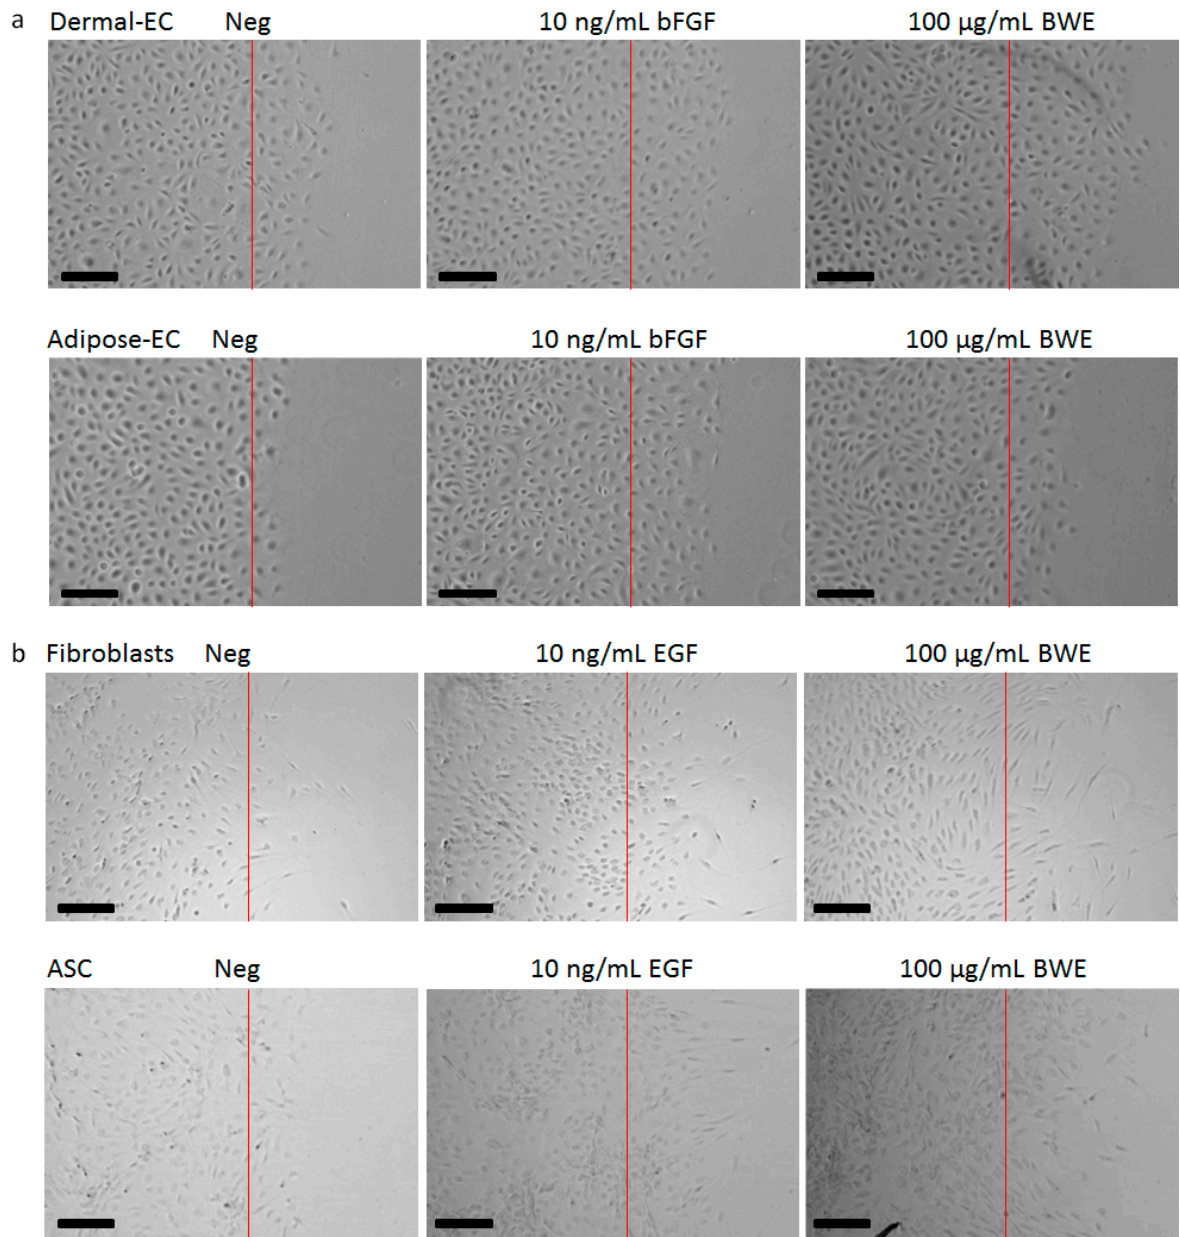 a Dermal-EC Neg 10 ng/mL bFGF 100 µg/mL BWE
Adipose-EC Neg 10 ng/mL bFGF 100 µg/mL BWE
b Fibroblasts Neg 10 ng/mL EGF 100 µg/mL BWE
ASC Neg 10 ng/mL EGF 100 µg/mL BWE